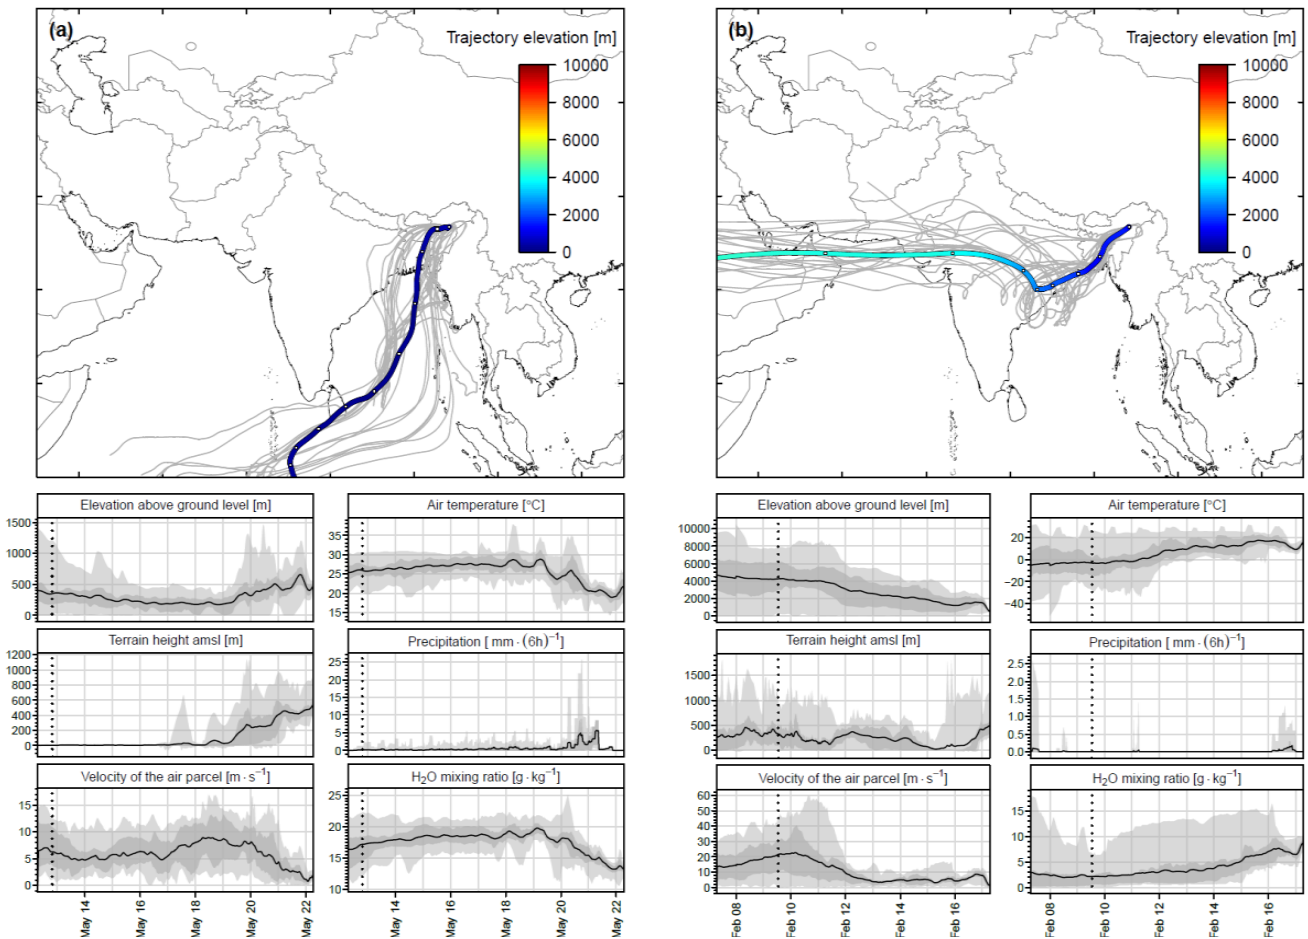 (a)
Trajectory elevation [m]
10000
8000
6000
4000
2000
0
(b)
Trajectory elevation [m]
10000
8000
6000
4000
2000
0
Elevation above ground level [m]
1500
1000
500
0
Air temperature [°C]
35
30
25
20
15
Terrain height amsl [m]
1200
1000
800
600
400
200
0
Precipitation [ mm · (6h)⁻¹]
25
20
15
10
5
0
Velocity of the air parcel [m · s⁻¹]
15
10
5
0
H₂O mixing ratio [g · kg⁻¹]
25
20
15
10
May 14
May 16
May 18
May 20
May 22
May 14
May 16
May 18
May 20
May 22
Elevation above ground level [m]
10000
8000
6000
4000
2000
0
Air temperature [°C]
20
0
−20
−40
Terrain height amsl [m]
1500
1000
500
0
Precipitation [ mm · (6h)⁻¹]
2.5
2.0
1.5
1.0
0.5
0.0
Velocity of the air parcel [m · s⁻¹]
60
50
40
30
20
10
0
H₂O mixing ratio [g · kg⁻¹]
15
10
5
0
Feb 08
Feb 10
Feb 12
Feb 14
Feb 16
Feb 08
Feb 10
Feb 12
Feb 14
Feb 16